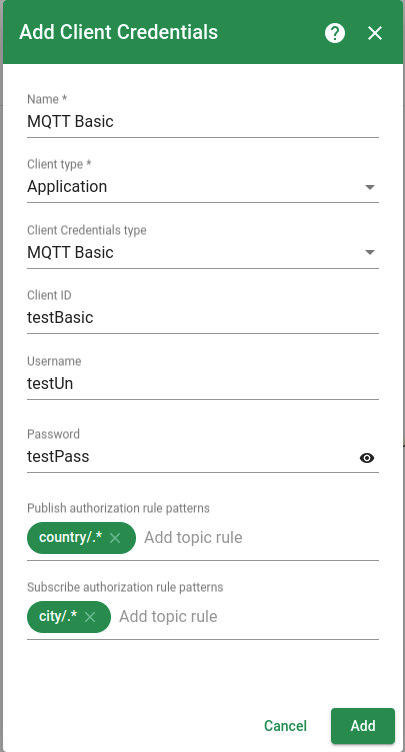 Add Client Credentials
Name *
MQTT Basic
Client type *
Application
Client Credentials type
MQTT Basic
Client ID
testBasic
Username
testUn
Password
testPass
Publish authorization rule patterns
country/.* Add topic rule
Subscribe authorization rule patterns
city/.* Add topic rule
Cancel Add